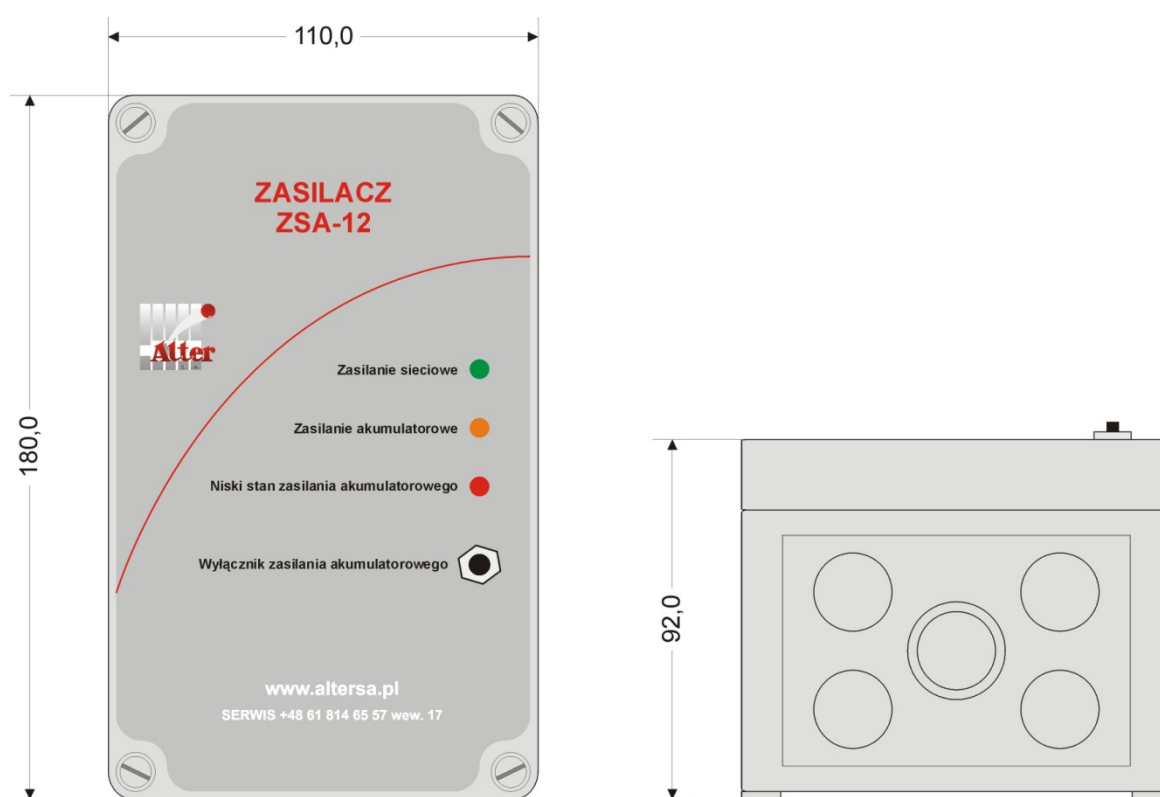 110,0
180,0
ZASILACZ
ZSA-12
Alter
Zasilanie sieciowe
Zasilanie akumulatorowe
Niski stan zasilania akumulatorowego
Wyłącznik zasilania akumulatorowego
www.altersa.pl
SERWIS +48 61 814 65 57 wew. 17
92,0